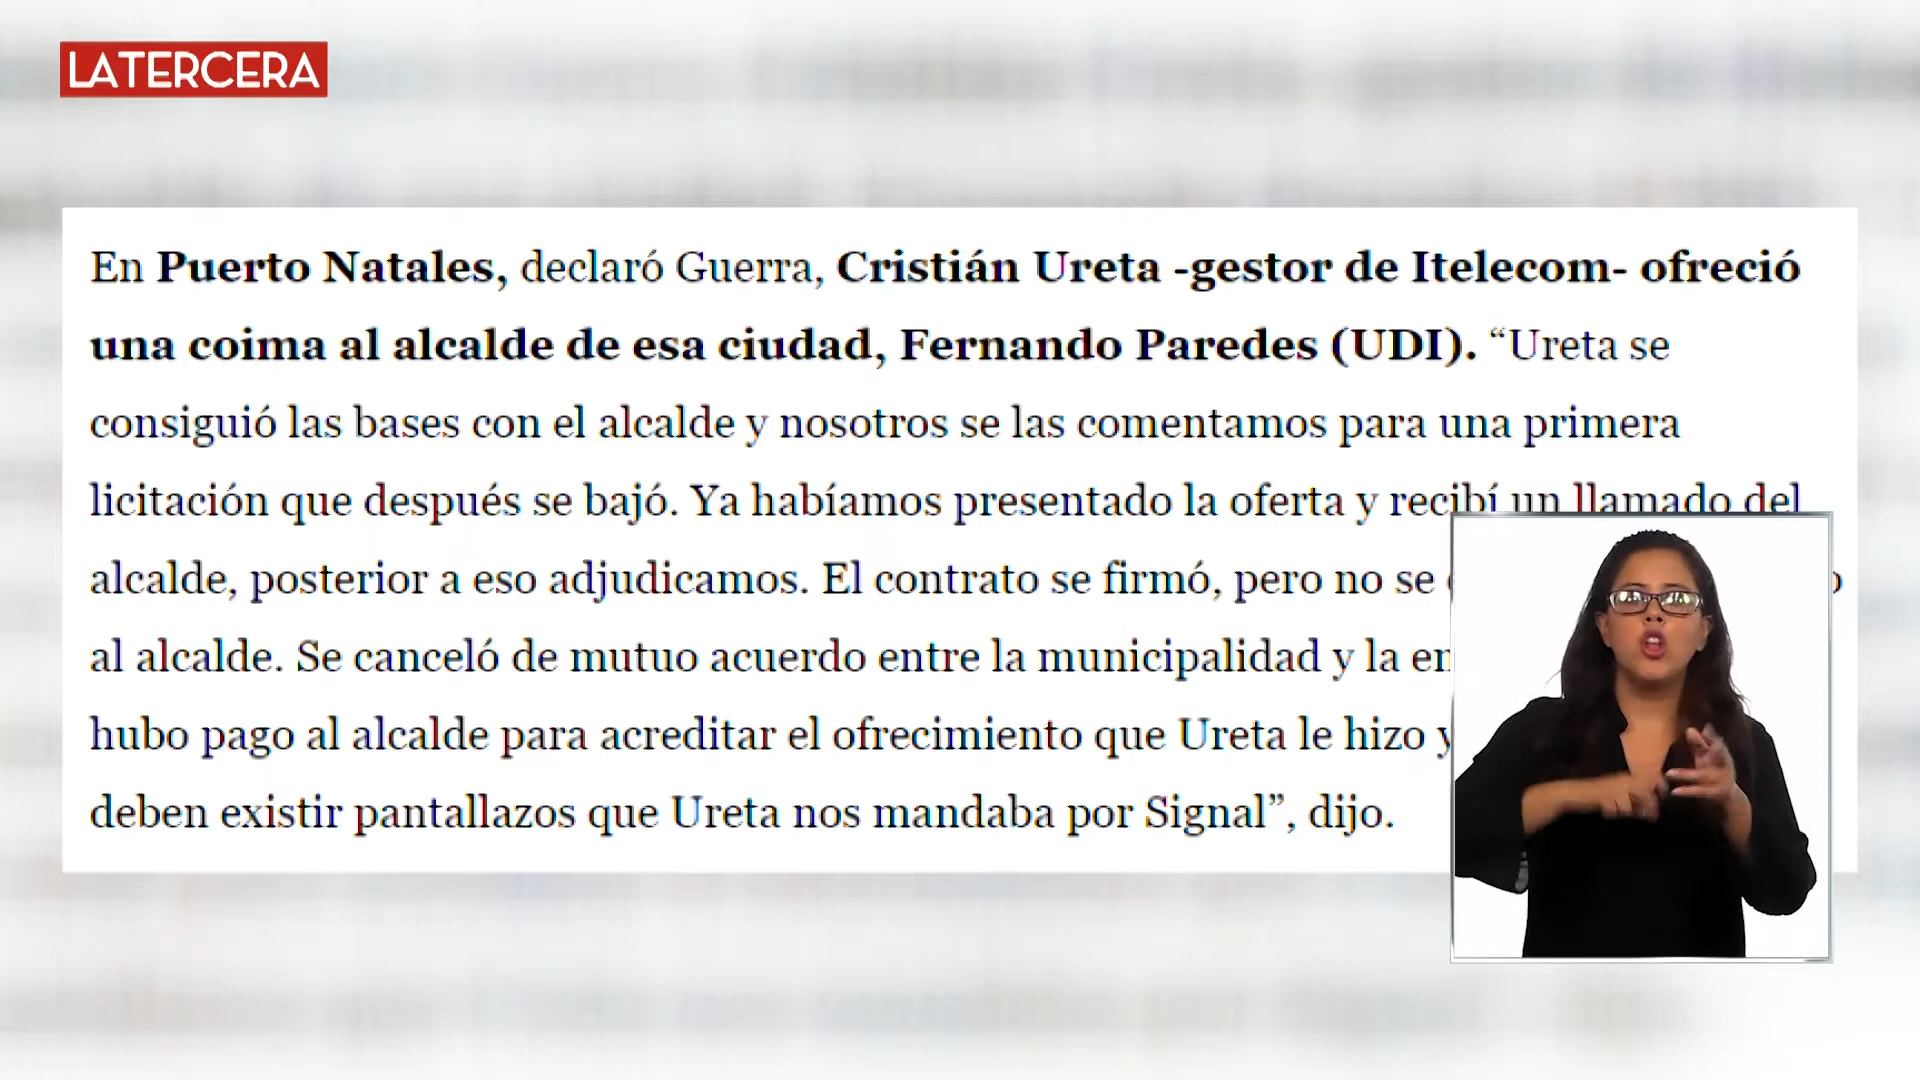 LATERCERA
En Puerto Natales, declaró Guerra, Cristián Ureta -gestor de Itelecom- ofreció
una coima al alcalde de esa ciudad, Fernando Paredes (UDI). “Ureta se
consiguió las bases con el alcalde y nosotros se las comentamos para una primera
licitación que después se bajó. Ya habíamos presentado la oferta y recibí un llamado del
alcalde, posterior a eso adjudicamos. El contrato se firmó, pero no se
al alcalde. Se canceló de mutuo acuerdo entre la municipalidad y la
hubo pago al alcalde para acreditar el ofrecimiento que Ureta le hizo y
deben existir pantallazos que Ureta nos mandaba por Signal”, dijo.